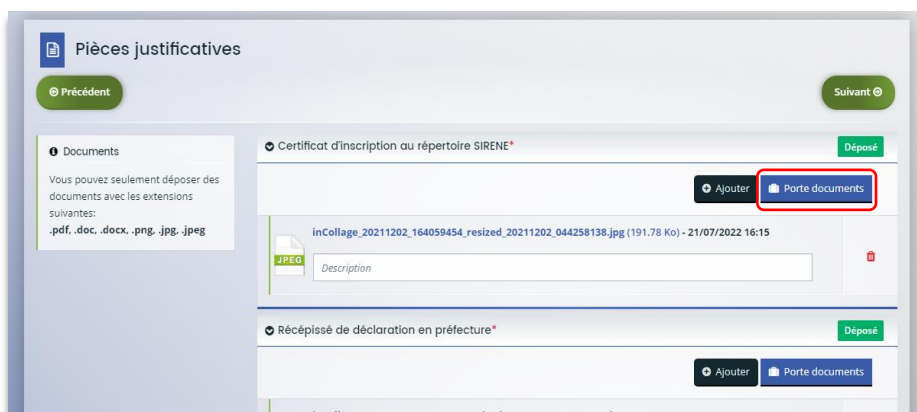 Pièces justificatives
Précédent
Suivant
Documents
Vous pouvez seulement déposer des
documents avec les extensions
suivantes:
.pdf, .doc, .docx, .png, .jpg, .jpeg
Certificat d'inscription au répertoire SIRENE*
Déposé
Ajouter
Porte documents
inCollage_20211202_164059454_resized_20211202_044258138.jpg (191.78 Ko) - 21/07/2022 16:15
JPEG
Description
Récépissé de déclaration en préfecture*
Déposé
Ajouter
Porte documents